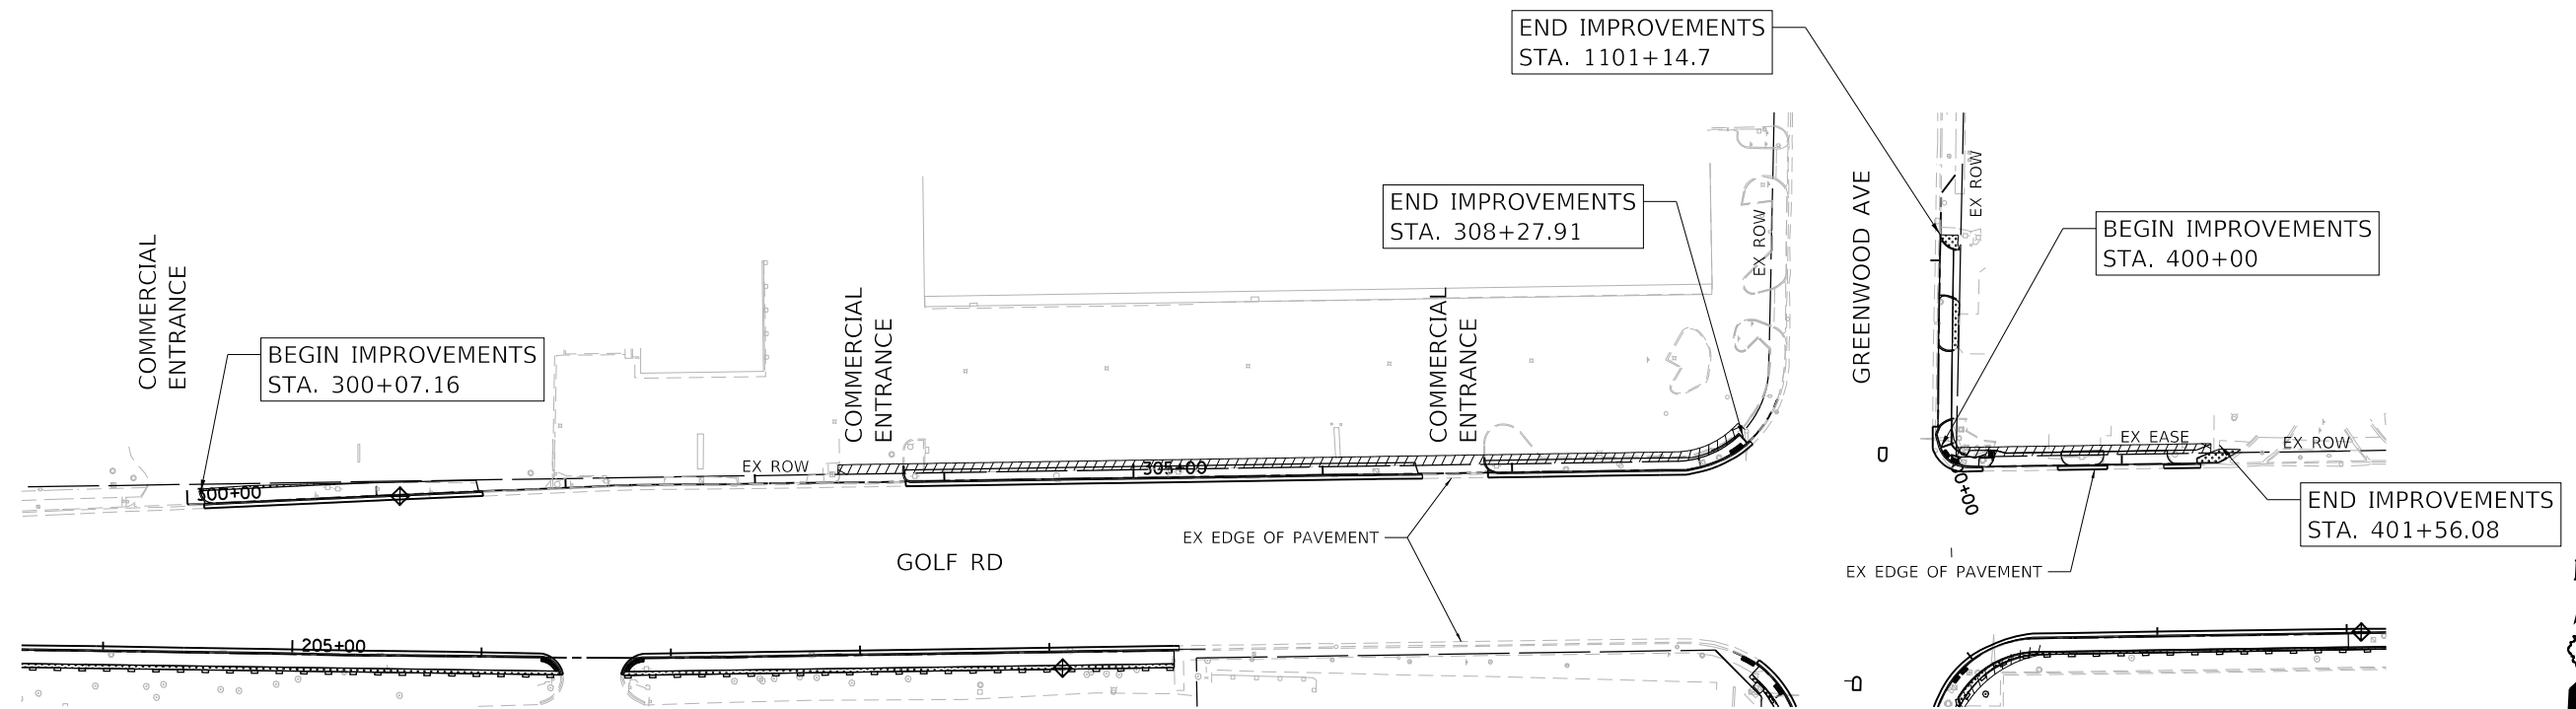 END IMPROVEMENTS
STA. 1101+14.7
END IMPROVEMENTS
STA. 308+27.91
EX ROW
GREENWOOD AVE
EX ROW
BEGIN IMPROVEMENTS
STA. 400+00
COMMERCIAL
ENTRANCE
BEGIN IMPROVEMENTS
STA. 300+07.16
COMMERCIAL
ENTRANCE
COMMERCIAL
ENTRANCE
EX EASE
EX ROW
EX ROW
305+00
300+00
0+00
END IMPROVEMENTS
STA. 401+56.08
EX EDGE OF PAVEMENT
GOLF RD
EX EDGE OF PAVEMENT
205+00